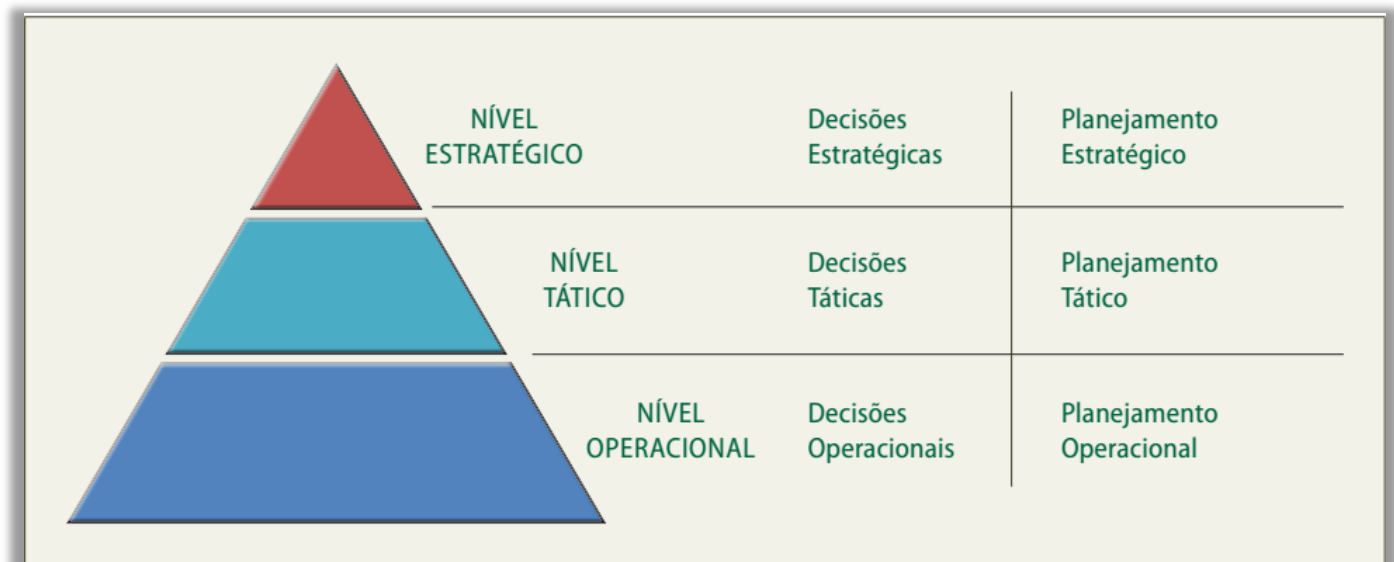 NÍVEL
ESTRATÉGICO
Decisões
Estratégicas
Planejamento
Estratégico
NÍVEL
TÁTICO
Decisões
Táticas
Planejamento
Tático
NÍVEL
OPERACIONAL
Decisões
Operacionais
Planejamento
Operacional